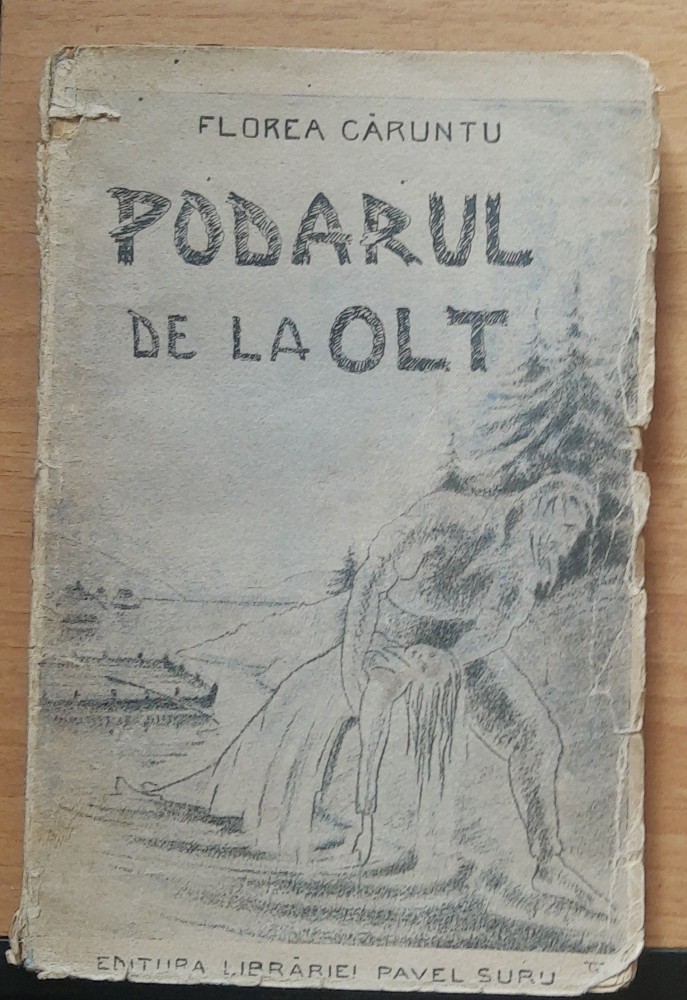 FLOREA CĂRUNTU
PODARUL
DE LA OLT
EDITURA LIBRĂRIEI PAVEL SURU